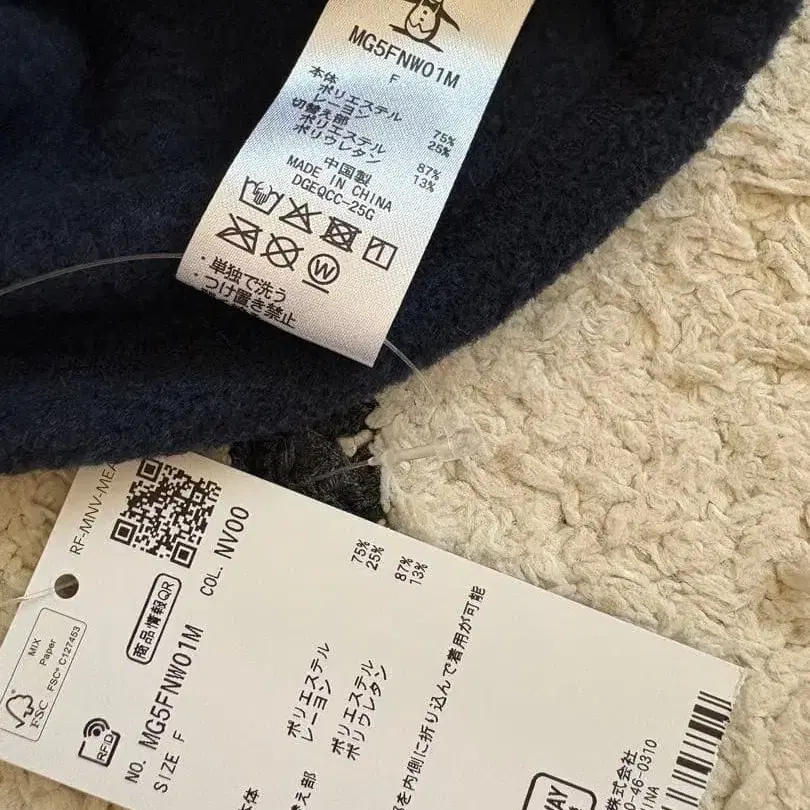 MG5FNW01M
F
本体
ポリエステル 75%
レーヨン 25%
切替え部
ポリエステル 87%
ポリウレタン 13%
中国製
MADE IN CHINA
DGEQCC-25G
W
・単独で洗う
・つけ置き禁止
RF-MNV-MEA
商品情報QR
COL. NV00
MIX
Paper
FSC® C127453
FSC
RFID
NO. MG5FNW01M
SIZE F
本体
ポリエステル 75%
レーヨン 25%
切替え部
ポリエステル 87%
ポリウレタン 13%
を内側に折り込んで着用が可能
WAY
株式会社
0-46-0310
NA